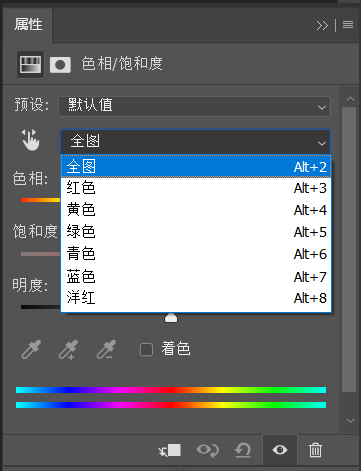 属性
色相/饱和度
预设: 默认值
全图
全图 Alt+2
红色 Alt+3
黄色 Alt+4
绿色 Alt+5
青色 Alt+6
蓝色 Alt+7
洋红 Alt+8
色相:
饱和度
明度:
着色